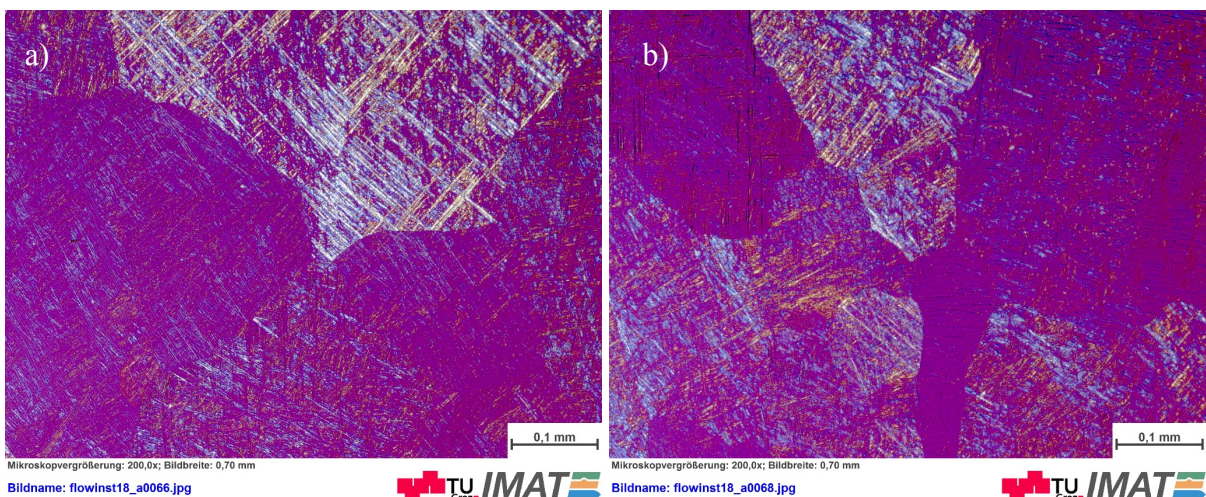 a)
0,1 mm
Mikroskopvergrößerung: 200,0x; Bildbreite: 0,70 mm
Bildname: flowinst18_a0066.jpg
TU
IMAT
b)
0,1 mm
Mikroskopvergrößerung: 200,0x; Bildbreite: 0,70 mm
Bildname: flowinst18_a0068.jpg
TU
IMAT